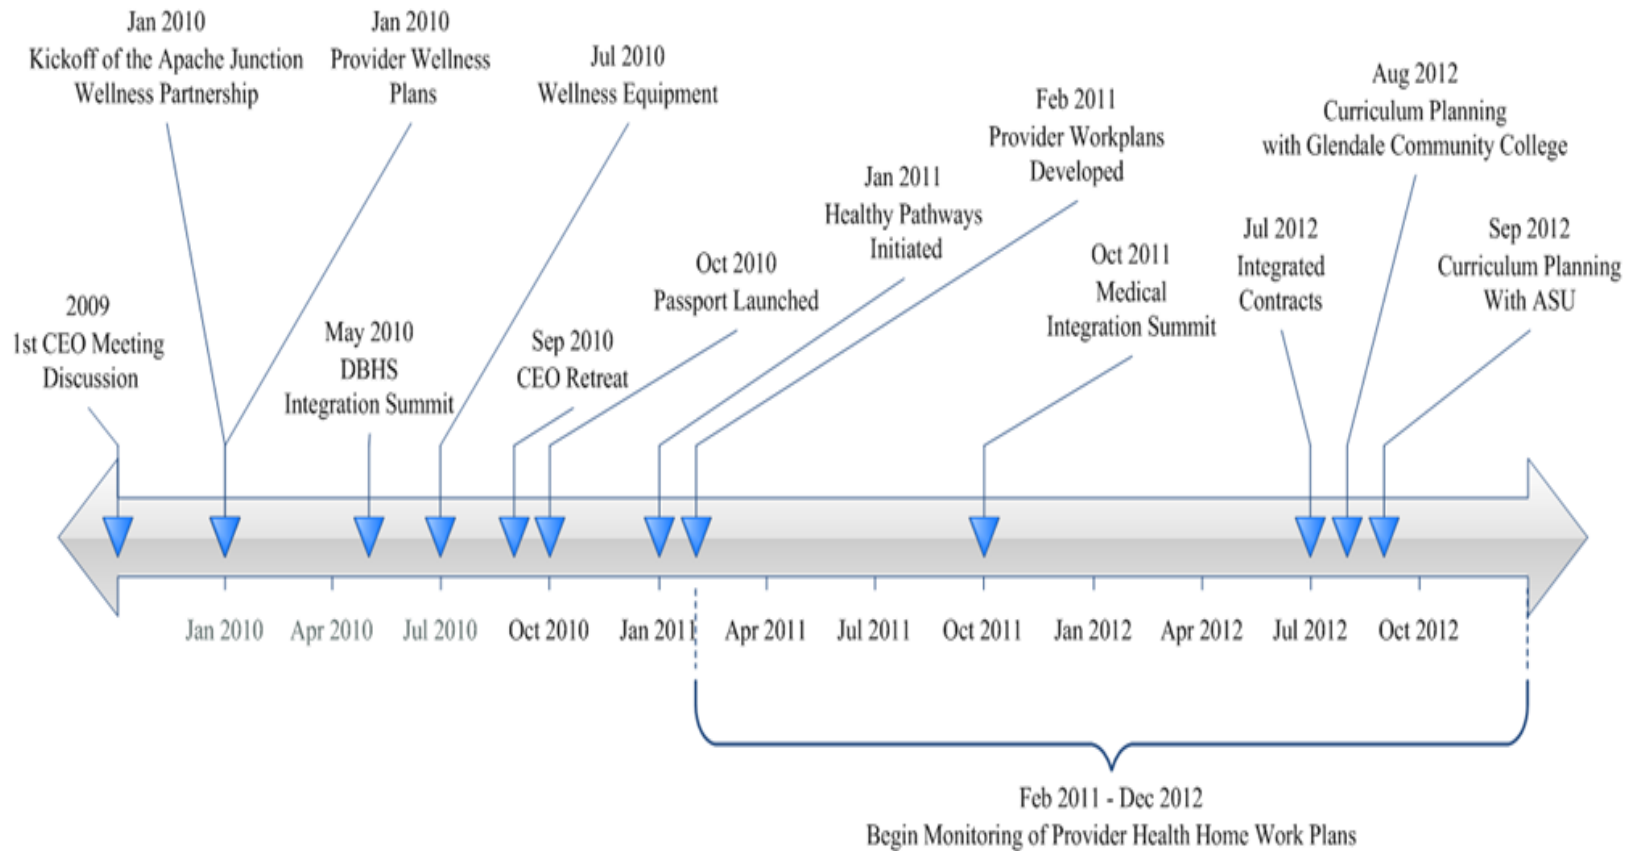 Jan 2010
Kickoff of the Apache Junction
Wellness Partnership
Jan 2010
Provider Wellness
Plans
Jul 2010
Wellness Equipment
Aug 2012
Curriculum Planning
with Glendale Community College
Feb 2011
Provider Workplans
Developed
Jan 2011
Healthy Pathways
Initiated
Jul 2012
Integrated
Contracts
Sep 2012
Curriculum Planning
With ASU
Oct 2011
Medical
Integration Summit
Oct 2010
Passport Launched
2009
1st CEO Meeting
Discussion
May 2010
DBHS
Integration Summit
Sep 2010
CEO Retreat
Jan 2010
Apr 2010
Jul 2010
Oct 2010
Jan 2011
Apr 2011
Jul 2011
Oct 2011
Jan 2012
Apr 2012
Jul 2012
Oct 2012
Feb 2011 - Dec 2012
Begin Monitoring of Provider Health Home Work Plans